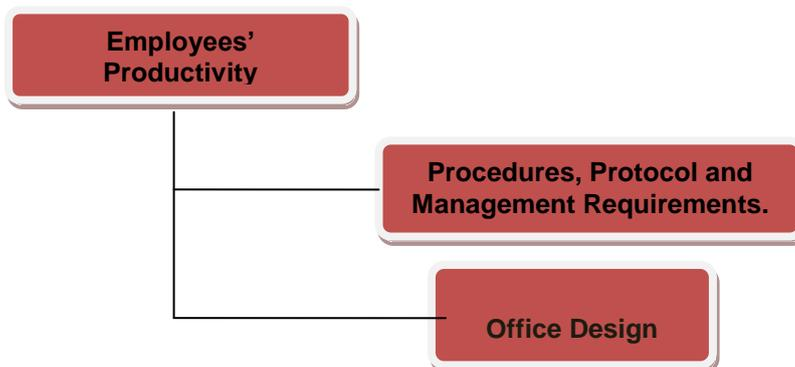 Employees’
Productivity
Procedures, Protocol and
Management Requirements.
Office Design